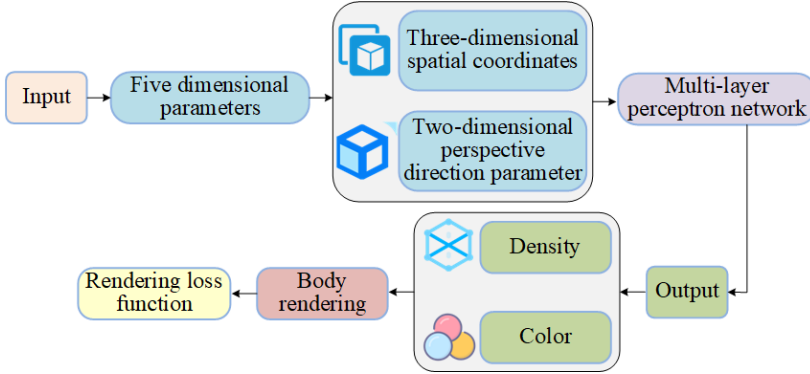 Input
Five dimensional
parameters
Three-dimensional
spatial coordinates
Two-dimensional
perspective
direction parameter
Multi-layer
perceptron network
Output
Density
Color
Body
rendering
Rendering loss
function